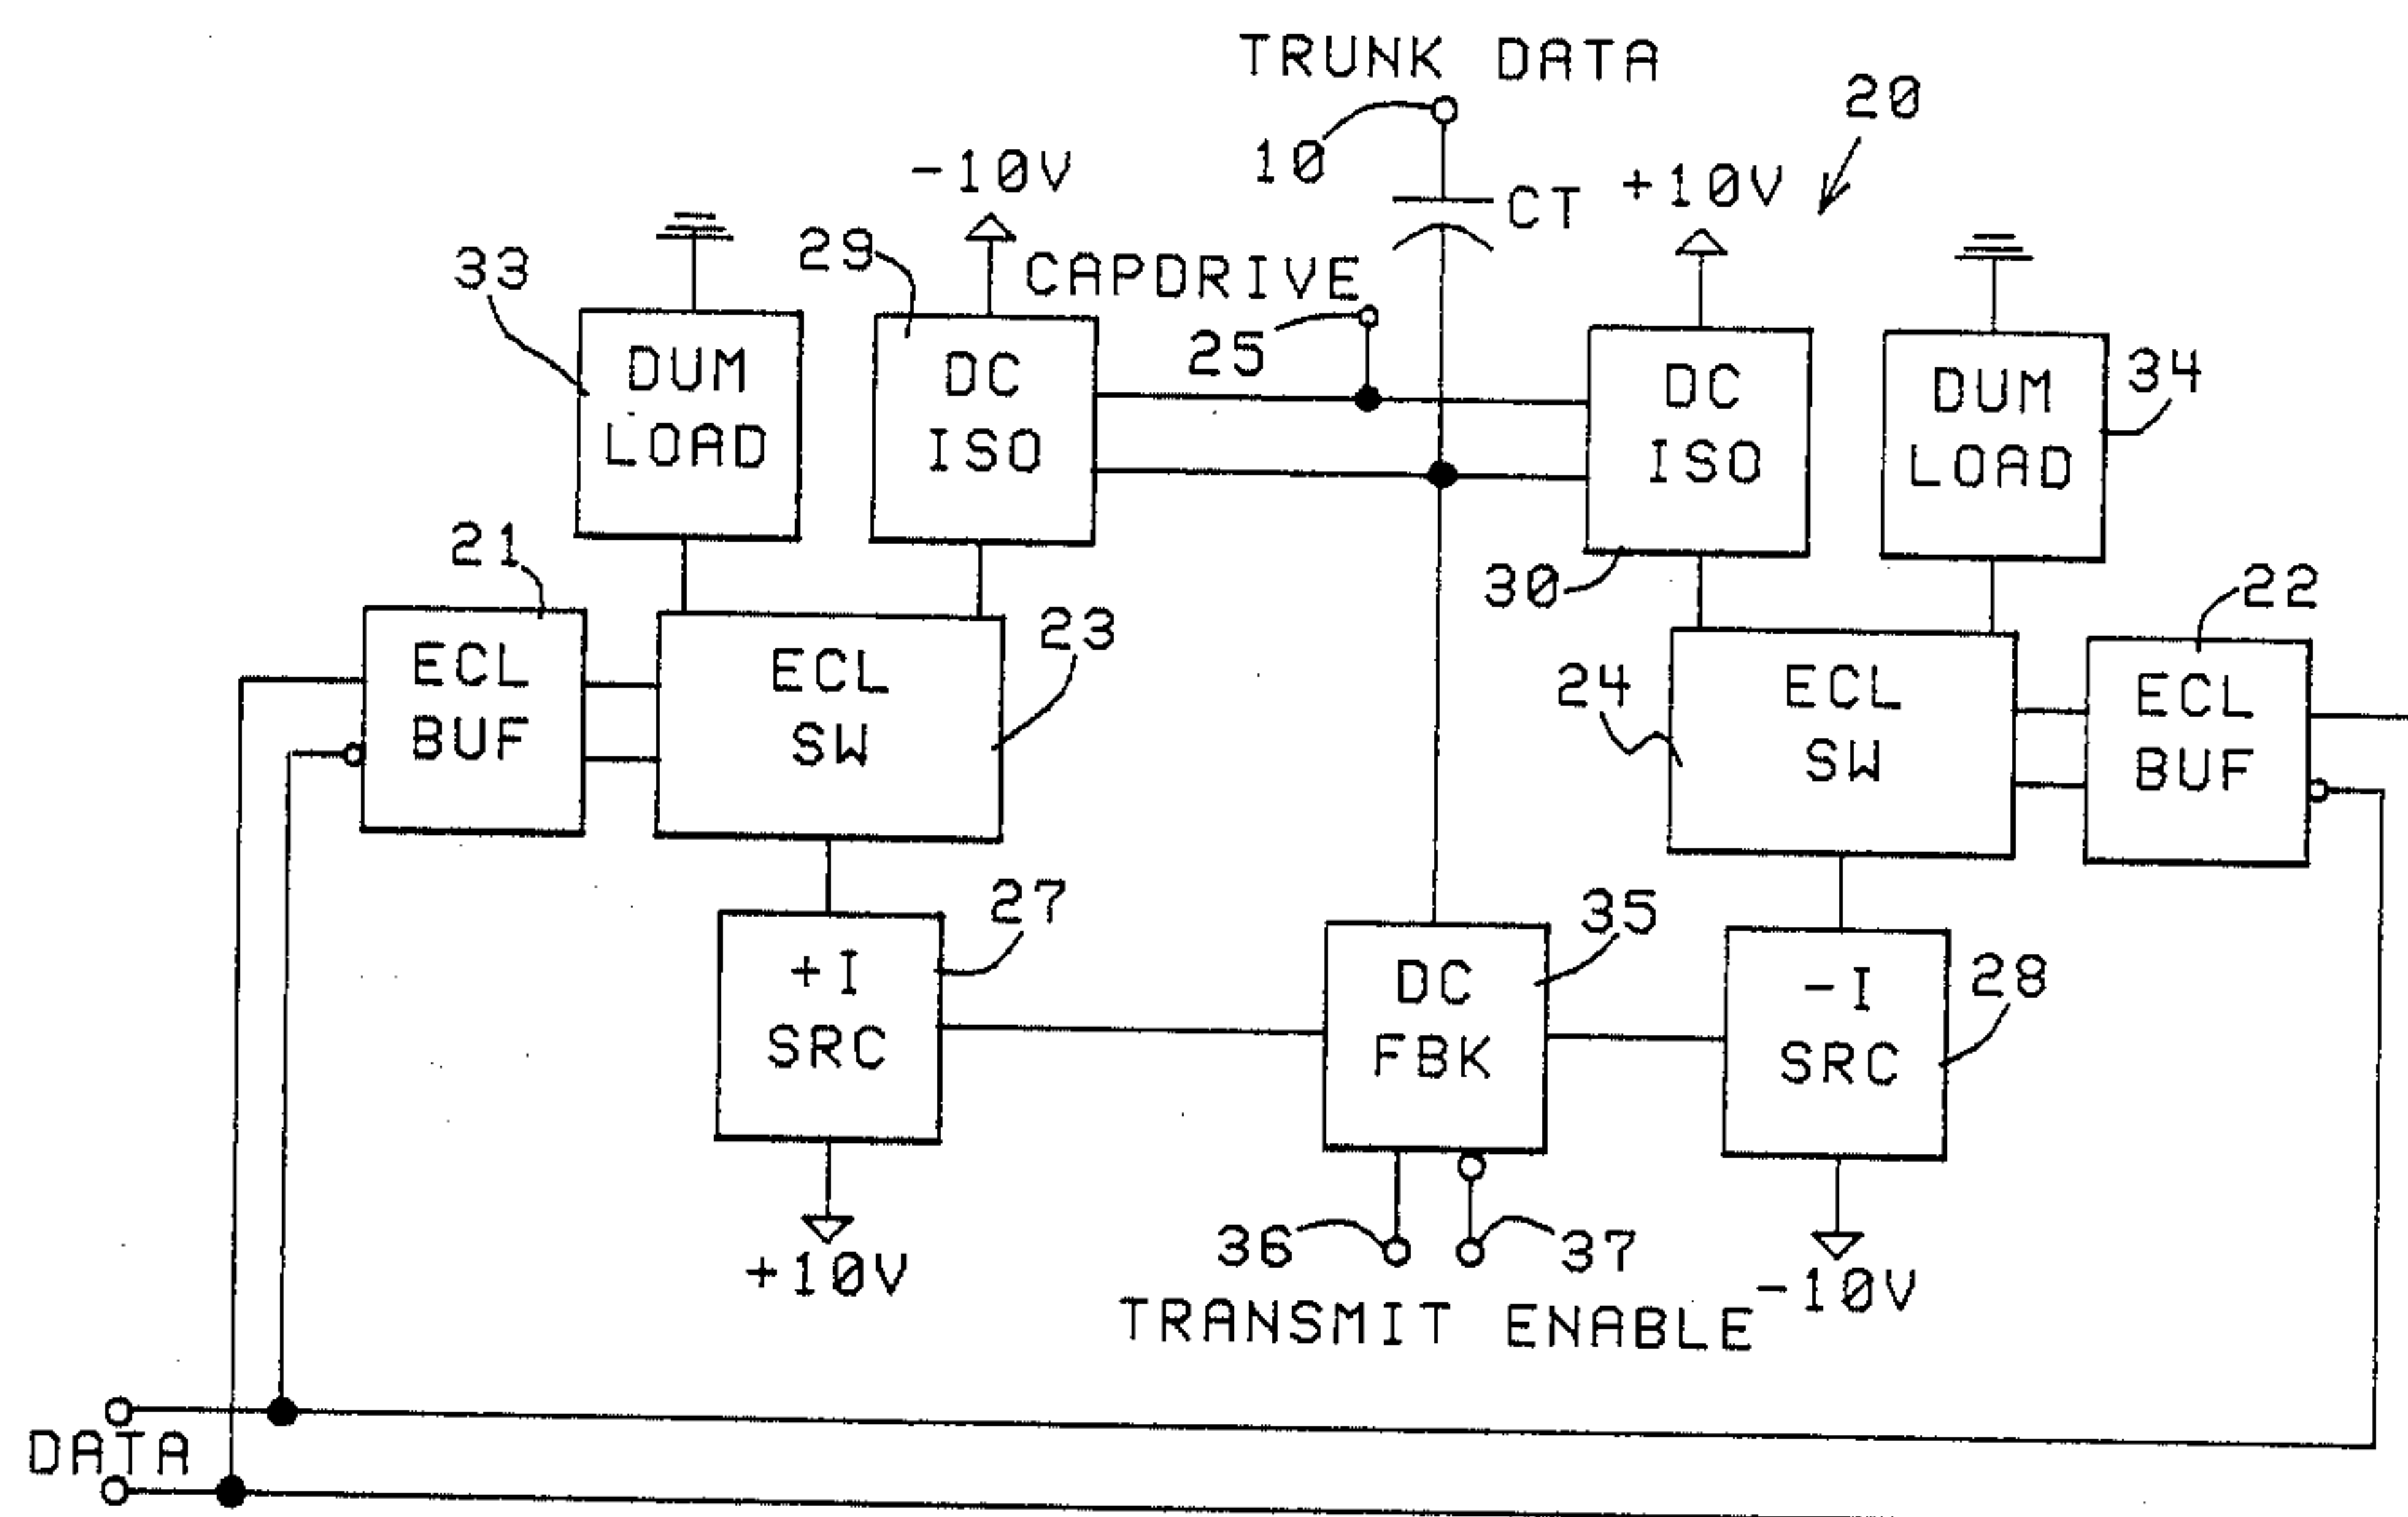 TRUNK DATA
20
10
-10V
CT
+10V
33
29
CAPDRIVE
25
DUM
LOAD
DC
ISO
DC
ISO
DUM
LOAD
34
21
30
22
ECL
BUF
ECL
SW
23
24
ECL
SW
ECL
BUF
27
35
+I
SRC
DC
FBK
-I
SRC
28
36
37
+10V
-10V
TRANSMIT ENABLE
DATA